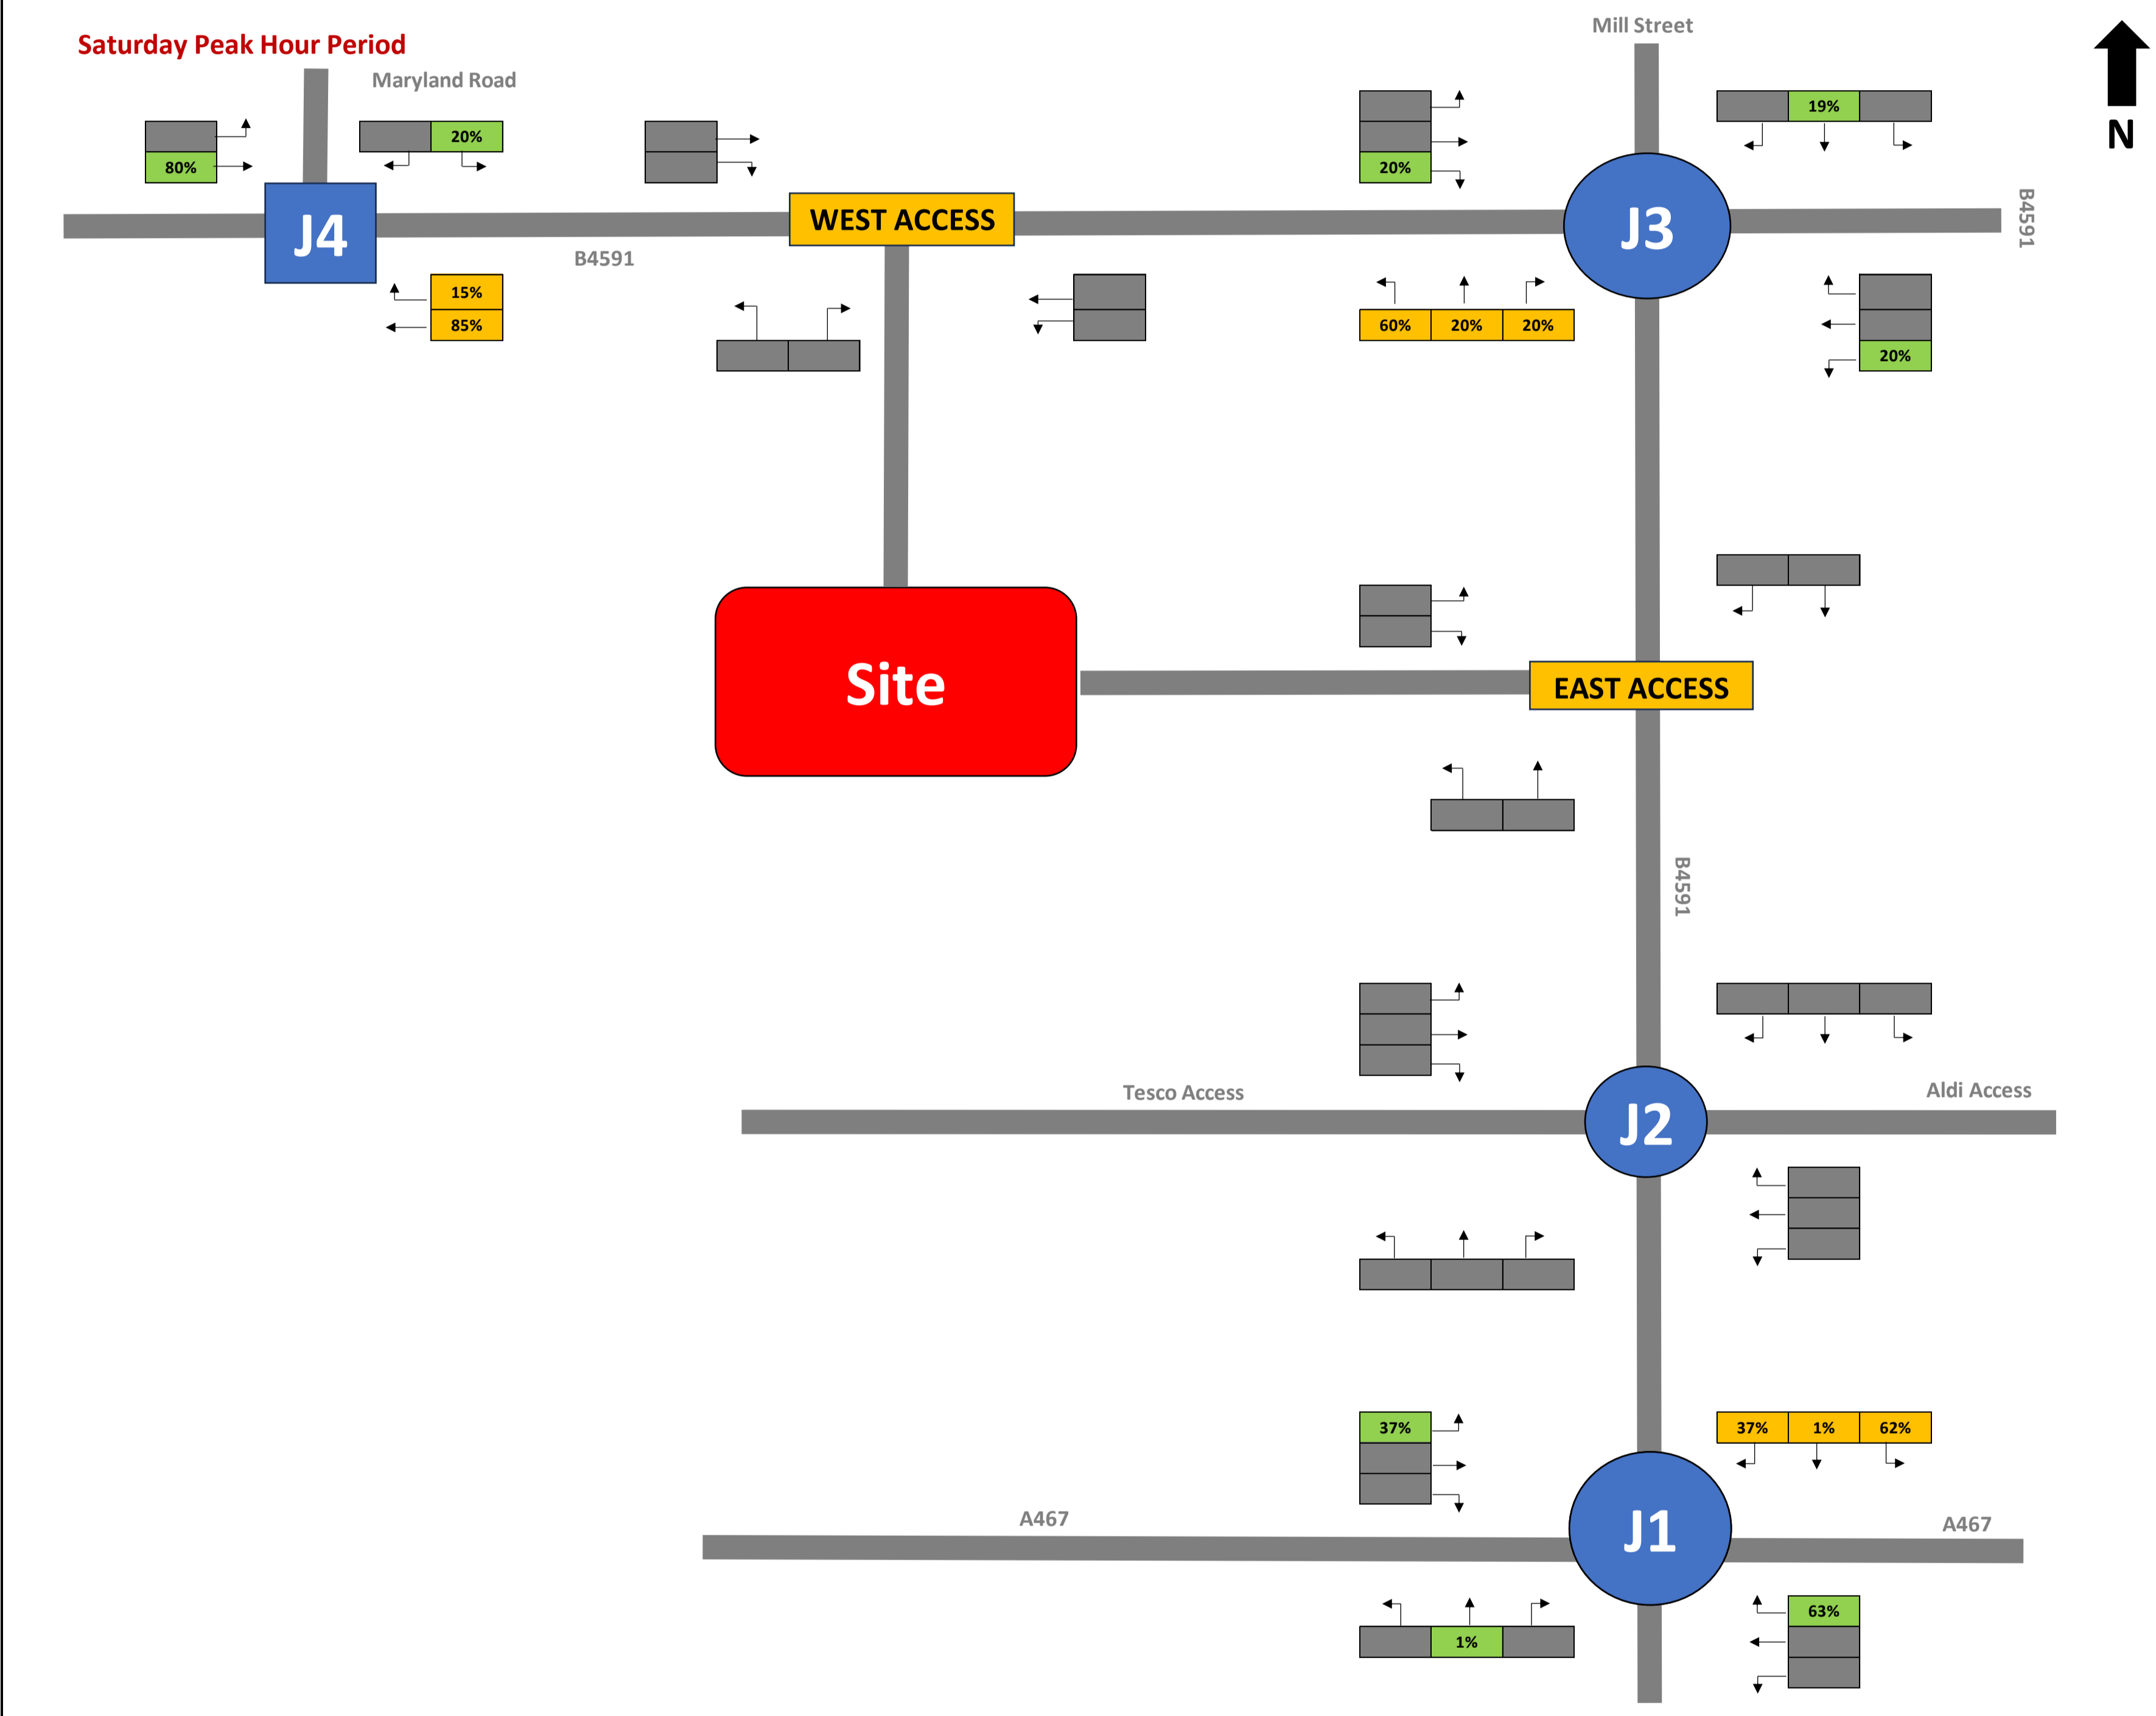 Mill Street
Saturday Peak Hour Period
Maryland Road
N
19%
20%
80%
20%
J4
WEST ACCESS
J3
B4591
B4591
15%
85%
60% 20% 20%
20%
Site
EAST ACCESS
B4591
Tesco Access
Aldi Access
J2
37%
37% 1% 62%
A467
A467
J1
63%
1%